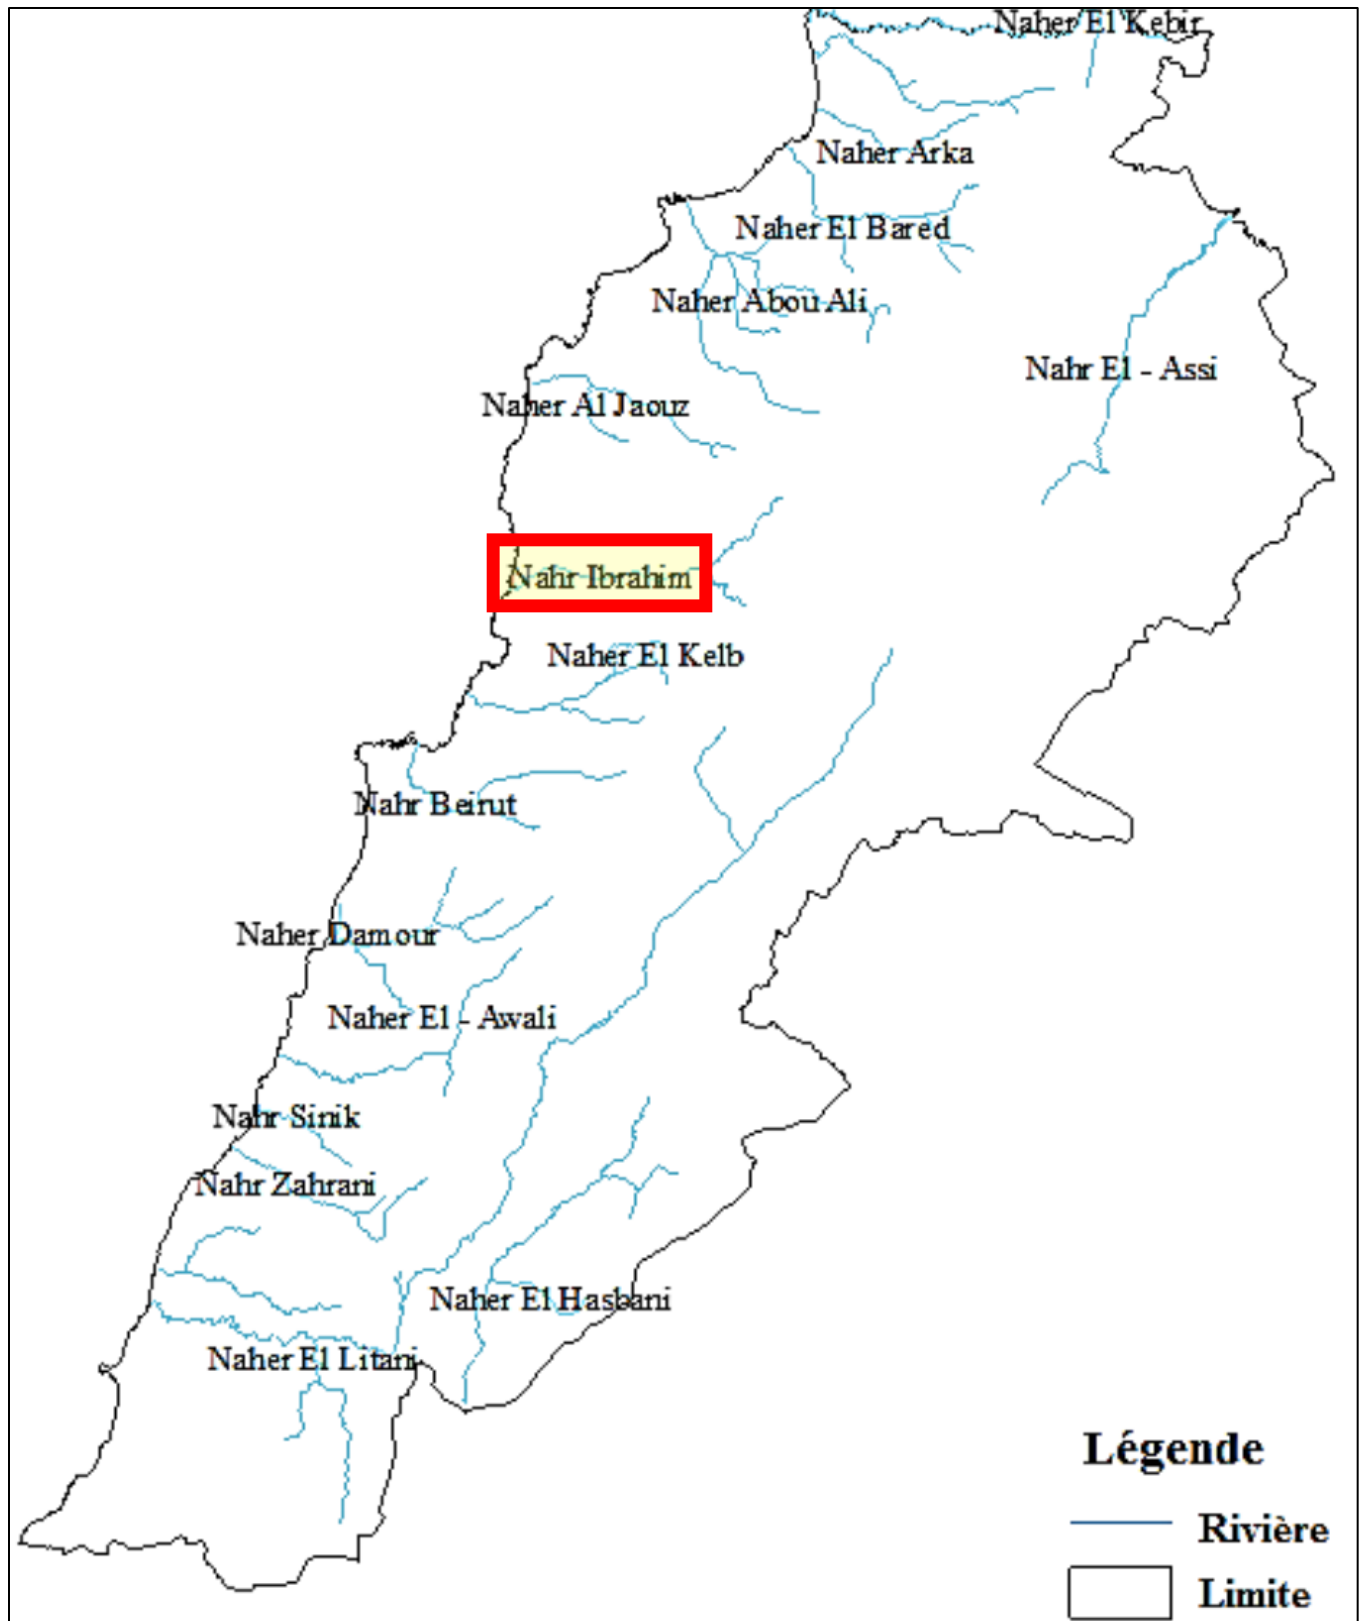 Naher El Kebir
Naher Arka
Naher El Bared
Naher Abou Ali
Nahr El - Assi
Naher Al Jaouz
Nahr Ibrahim
Naher El Kelb
Nahr Beirut
Naher Damour
Naher El - Awali
Nahr Sinik
Nahr Zahrani
Naher El Hasbani
Naher El Litani
Légende
Rivière
Limite